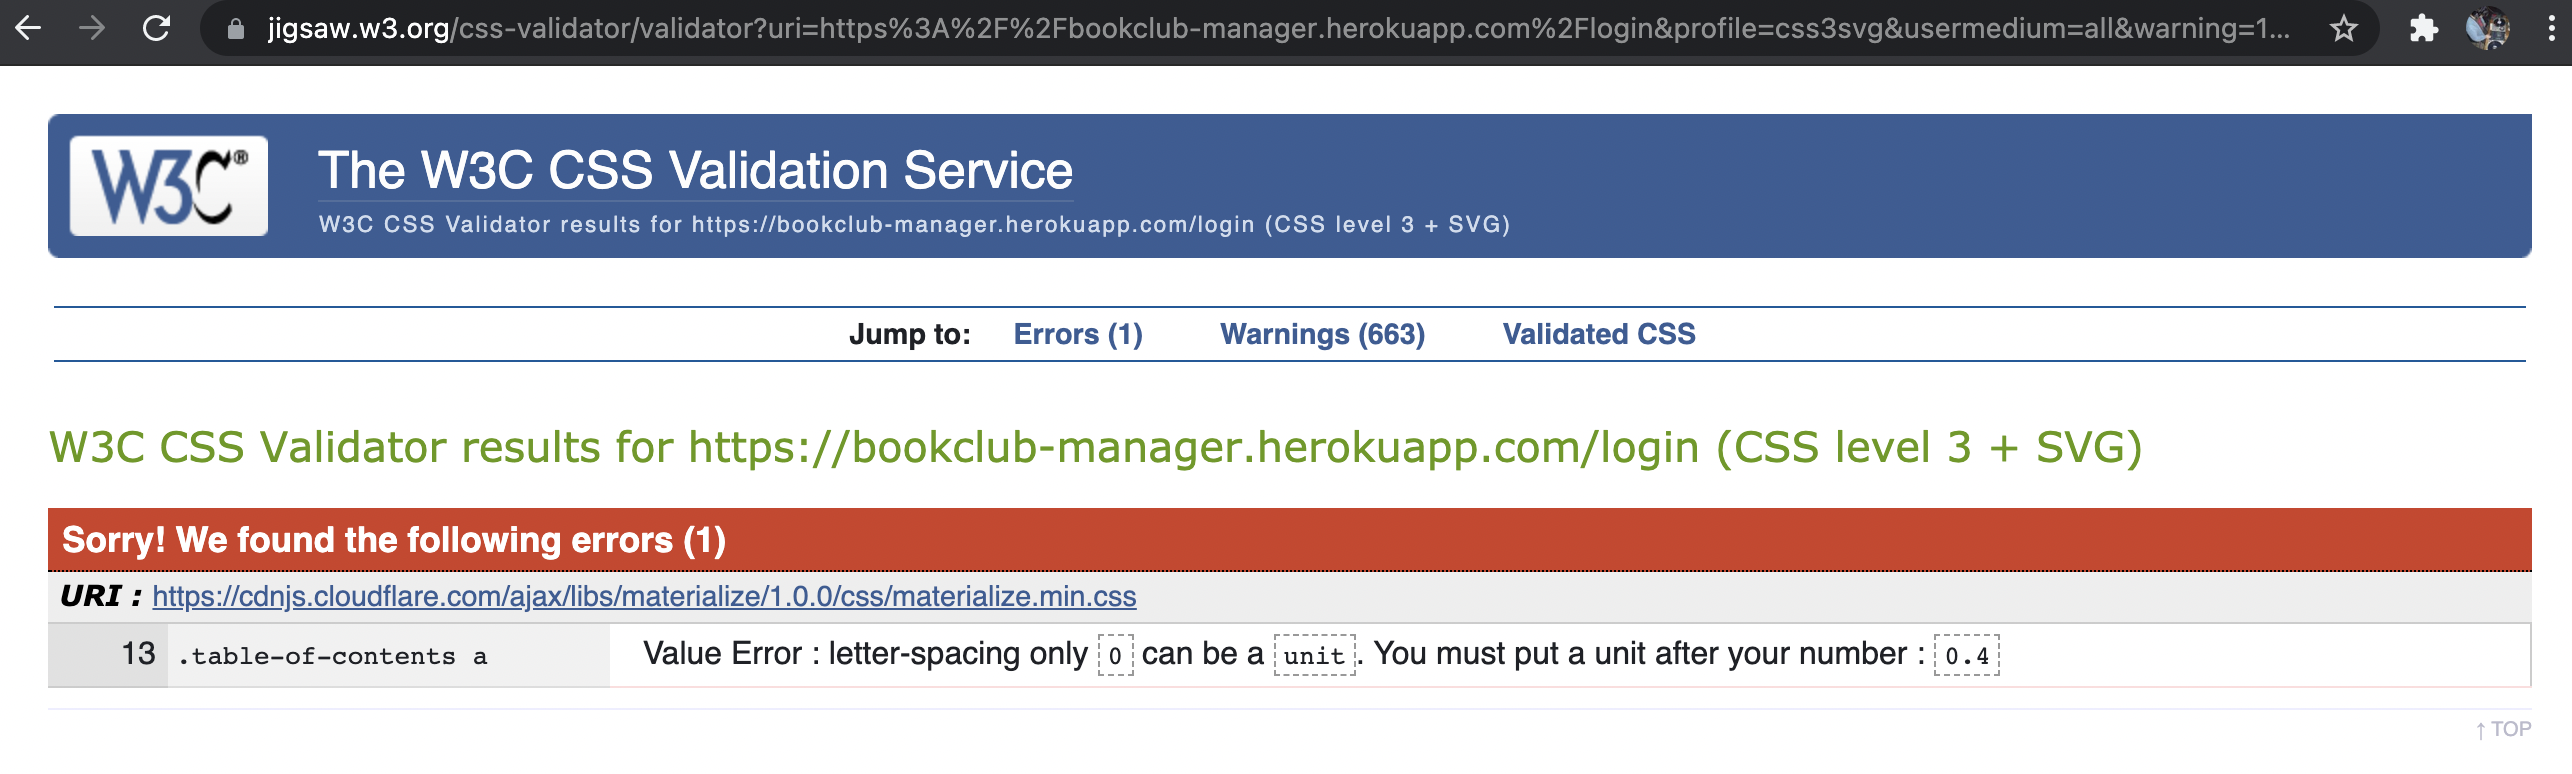 jigsaw.w3.org/css-validator/validator?uri=https%3A%2F%2Fbookclub-manager.herokuapp.com%2Flogin&profile=css3svg&usermedium=all&warning=1...
W3C®
The W3C CSS Validation Service
W3C CSS Validator results for https://bookclub-manager.herokuapp.com/login (CSS level 3 + SVG)
Jump to: Errors (1) Warnings (663) Validated CSS
W3C CSS Validator results for https://bookclub-manager.herokuapp.com/login (CSS level 3 + SVG)
Sorry! We found the following errors (1)
URI : https://cdnjs.cloudflare.com/ajax/libs/materialize/1.0.0/css/materialize.min.css
13 .table-of-contents a Value Error : letter-spacing only 0 can be a unit. You must put a unit after your number : 0.4
↑ TOP